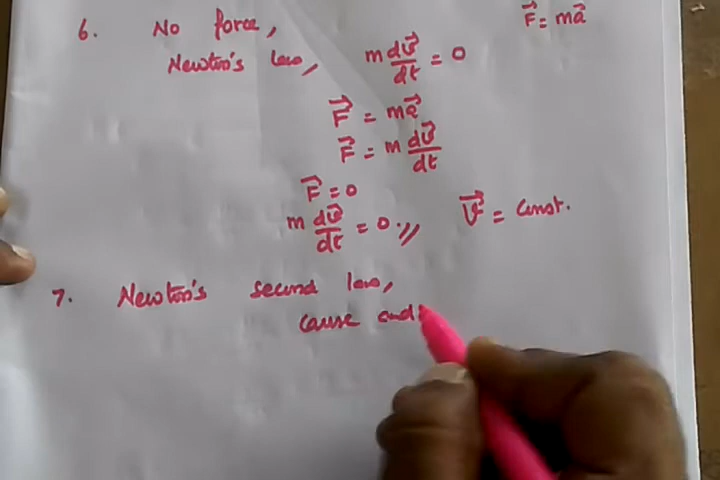 6. No force,
F⃗ = ma⃗
Newton's law, m dv⃗/dt = 0
F⃗ = ma⃗
F⃗ = m dv⃗/dt
F⃗ = 0
m dv⃗/dt = 0 // v⃗ = Const.
7. Newton's second law,
cause and